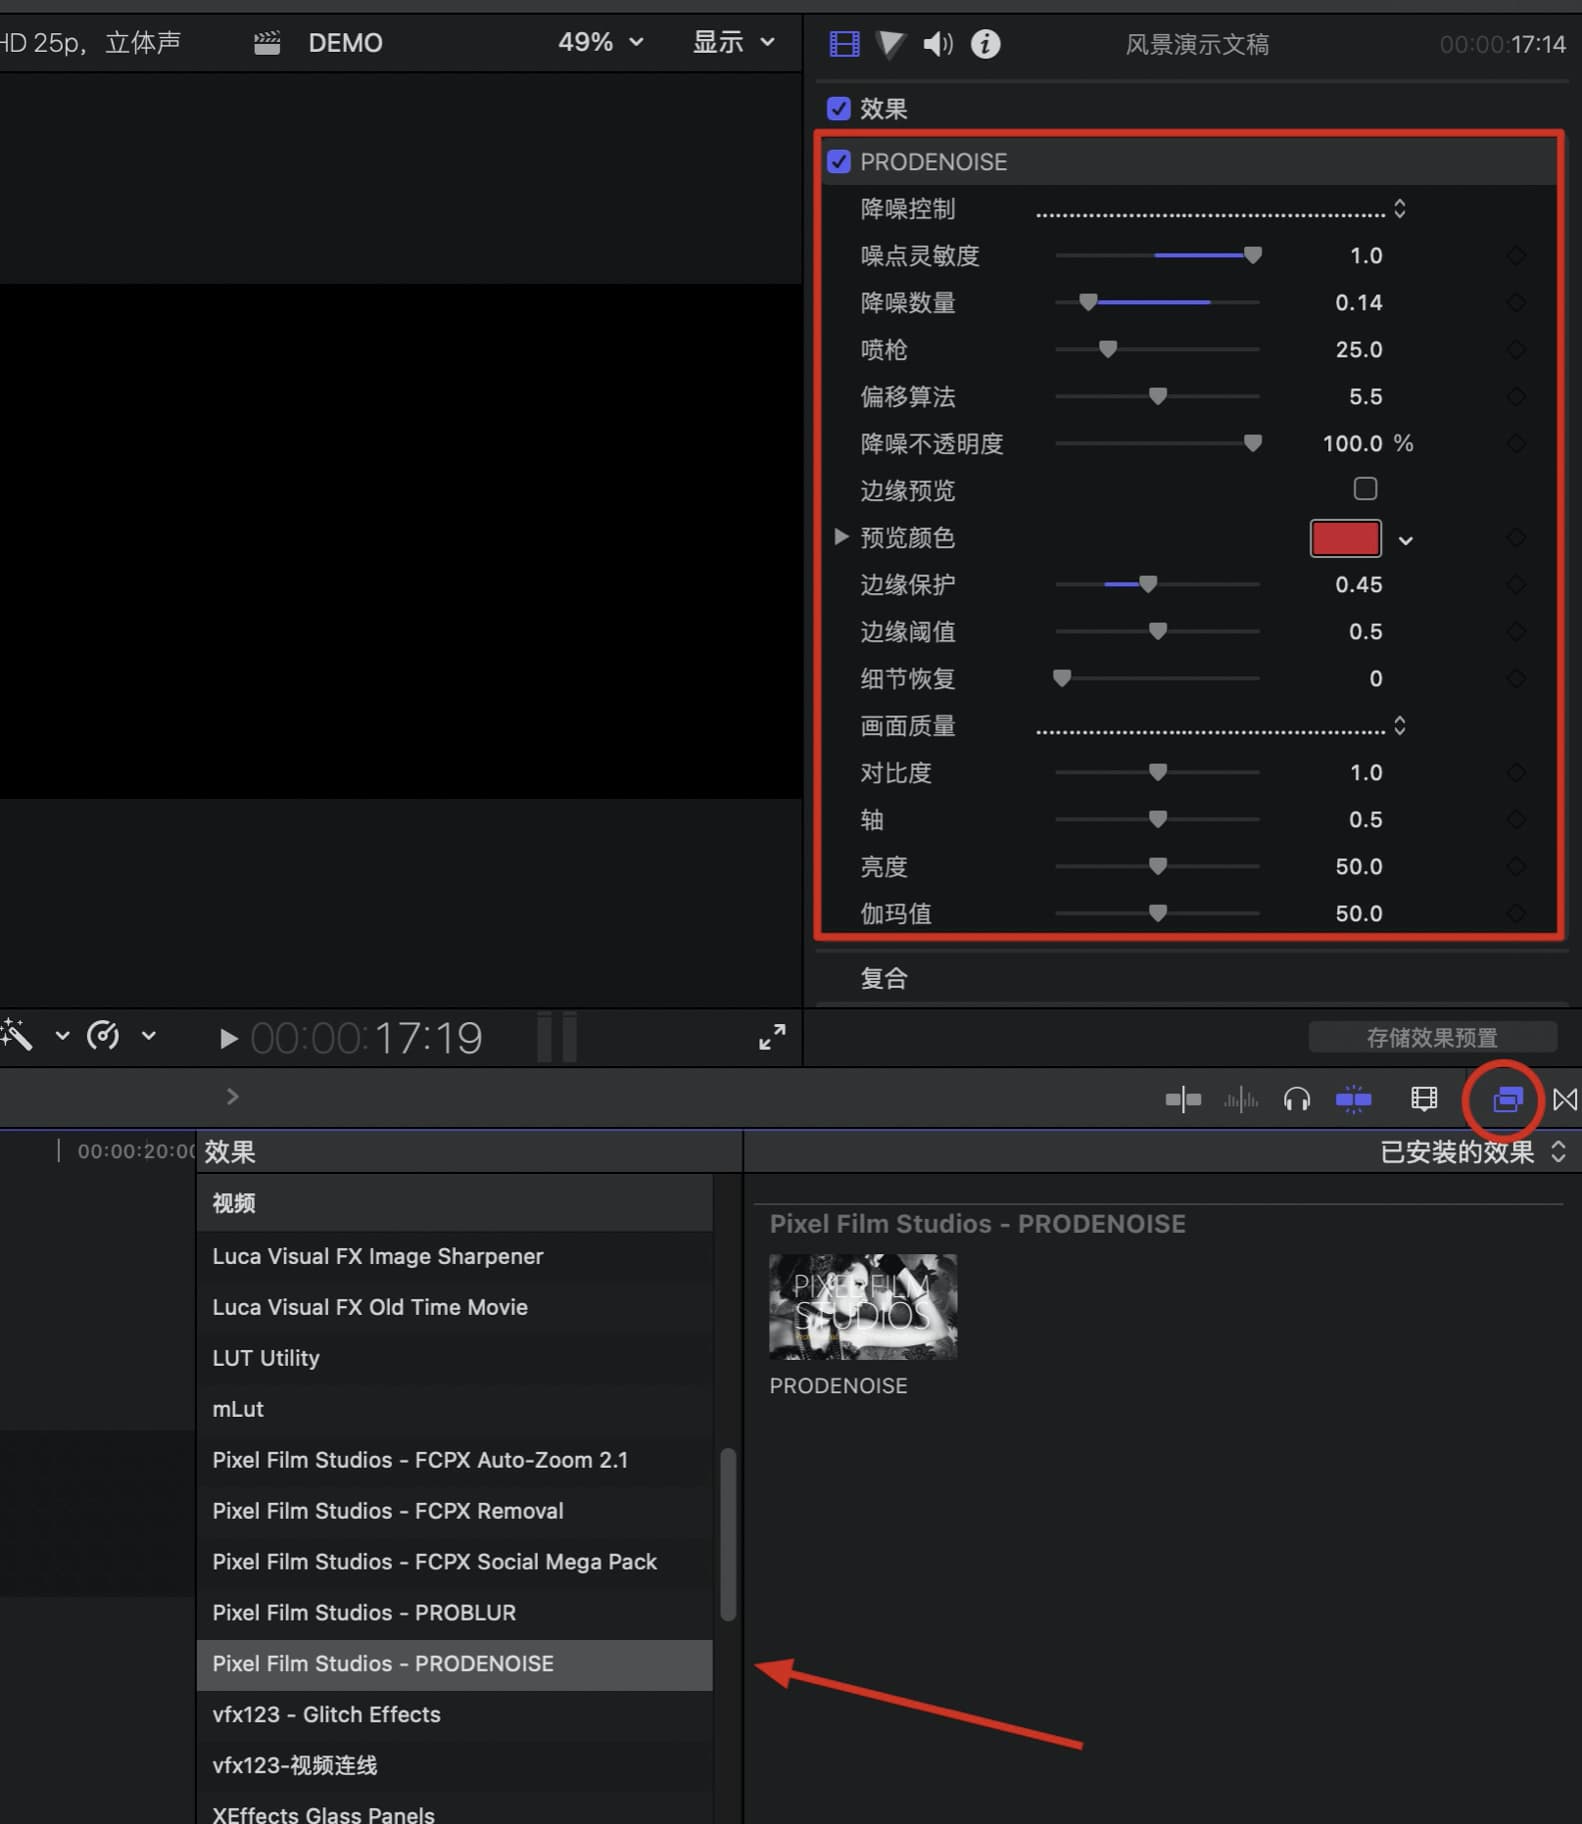 HD 25p, 立体声
DEMO
49%
显示
风景演示文稿
00:00:17:14
效果
PRODENOISE
降噪控制
噪点灵敏度 1.0
降噪数量 0.14
喷枪 25.0
偏移算法 5.5
降噪不透明度 100.0 %
边缘预览
预览颜色
边缘保护 0.45
边缘阈值 0.5
细节恢复 0
画面质量
对比度 1.0
轴 0.5
亮度 50.0
伽玛值 50.0
复合
00:00:17:19
存储效果预置
00:00:20:00
效果
已安装的效果
视频
Luca Visual FX Image Sharpener
Luca Visual FX Old Time Movie
LUT Utility
mLut
Pixel Film Studios - FCPX Auto-Zoom 2.1
Pixel Film Studios - FCPX Removal
Pixel Film Studios - FCPX Social Mega Pack
Pixel Film Studios - PROBLUR
Pixel Film Studios - PRODENOISE
vfx123 - Glitch Effects
vfx123-视频连线
XEffects Glass Panels
Pixel Film Studios - PRODENOISE
PIXEL FILM
STUDIOS
PRODENOISE